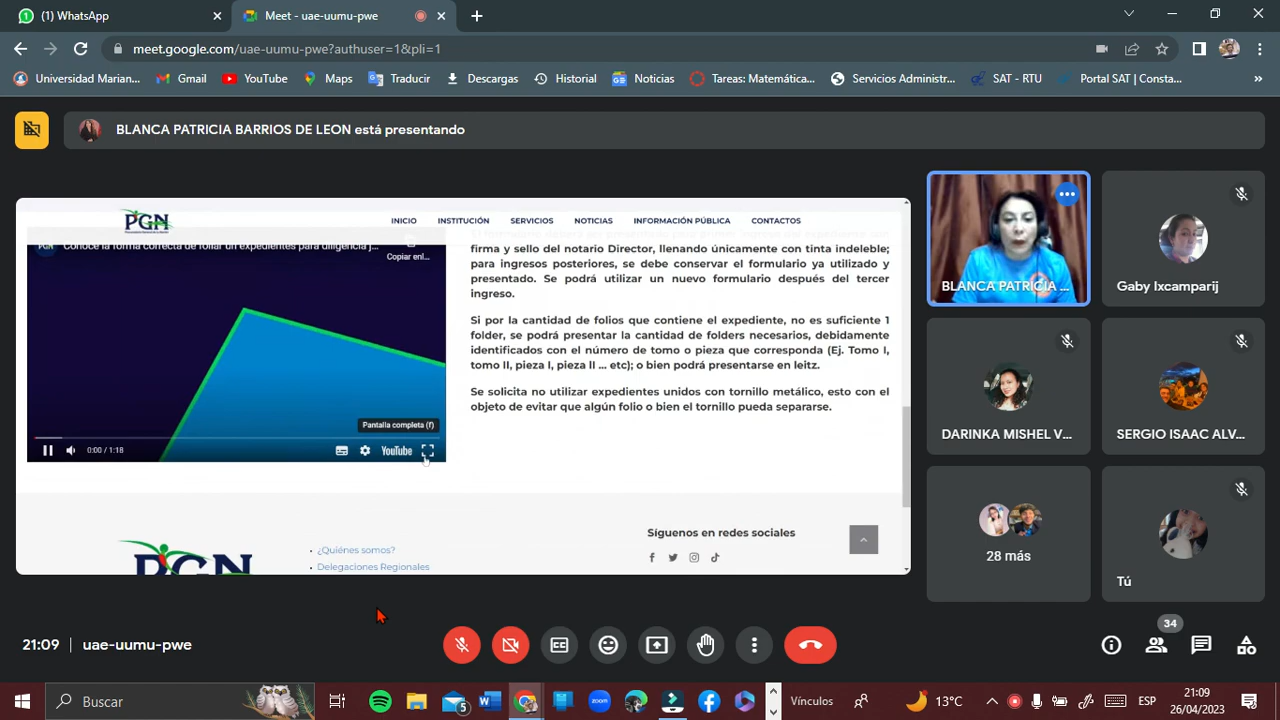 (1) WhatsApp
Meet - uae-uumu-pwe
meet.google.com/uae-uumu-pwe?authuser=1&pli=1
Universidad Marian...
Gmail
YouTube
Maps
Traducir
Descargas
Historial
Noticias
Tareas: Matemática...
Servicios Administr...
SAT - RTU
Portal SAT | Consta...
»
BLANCA PATRICIA BARRIOS DE LEON está presentando
PGN
INICIO
INSTITUCIÓN
SERVICIOS
NOTICIAS
INFORMACIÓN PÚBLICA
CONTACTOS
Conoce la forma correcta de foliar un expedientes para diligencia j...
Copiar enl...
Pantalla completa (f)
0:00 / 1:18
YouTube
firma y sello del notario Director, llenando únicamente con tinta indeleble;
para ingresos posteriores, se debe conservar el formulario ya utilizado y
presentado. Se podrá utilizar un nuevo formulario después del tercer
ingreso.
Si por la cantidad de folios que contiene el expediente, no es suficiente 1
folder, se podrá presentar la cantidad de folders necesarios, debidamente
identificados con el número de tomo o pieza que corresponda (Ej. Tomo I,
tomo II, pieza I, pieza II ... etc); o bien podrá presentarse en leitz.
Se solicita no utilizar expedientes unidos con tornillo metálico, esto con el
objeto de evitar que algún folio o bien el tornillo pueda separarse.
PGN
¿Quiénes somos?
Delegaciones Regionales
Síguenos en redes sociales
BLANCA PATRICIA ...
Gaby Ixcamparij
DARINKA MISHEL V...
SERGIO ISAAC ALV...
28 más
Tú
21:09 | uae-uumu-pwe
34
Buscar
5
zoom
Vínculos
13°C
ESP
21:09
26/04/2023